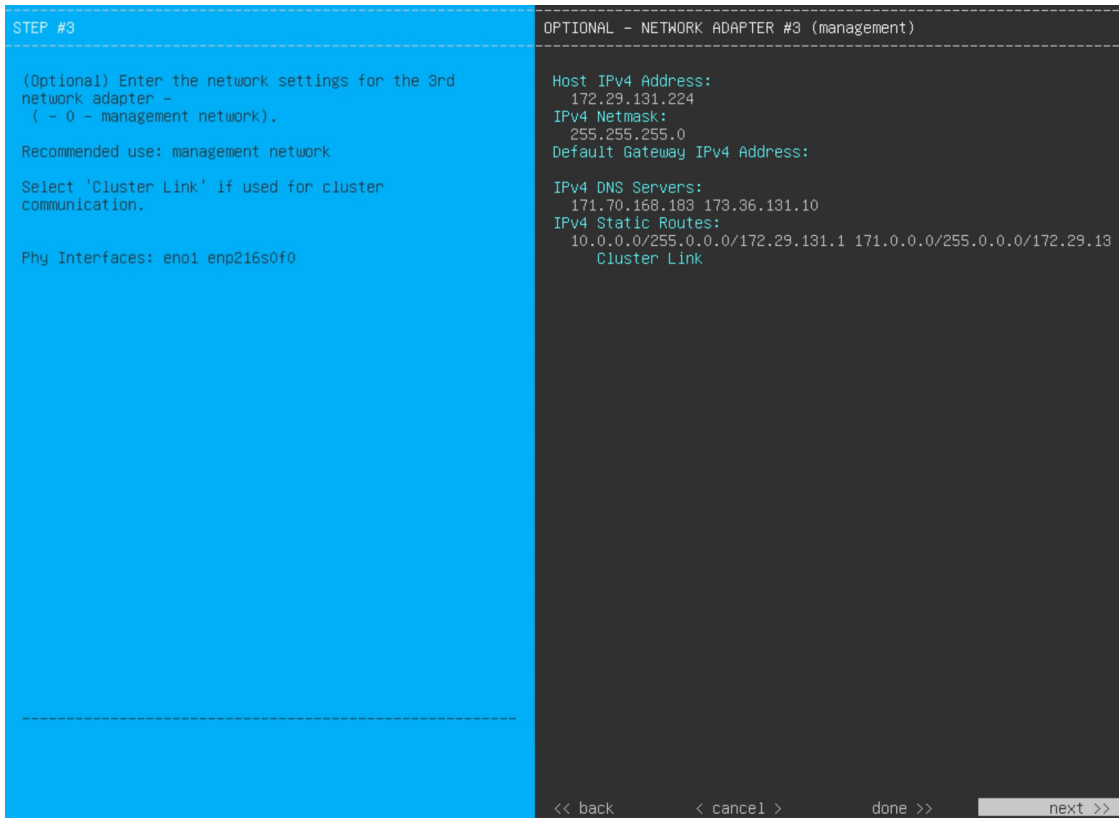 STEP #3
(Optional) Enter the network settings for the 3rd
network adapter -
( - 0 - management network).
Recommended use: management network
Select 'Cluster Link' if used for cluster
communication.
Phy Interfaces: eno1 enp216s0f0
OPTIONAL - NETWORK ADAPTER #3 (management)
Host IPv4 Address:
172.29.131.224
IPv4 Netmask:
255.255.255.0
Default Gateway IPv4 Address:
IPv4 DNS Servers:
171.70.168.183 173.36.131.10
IPv4 Static Routes:
10.0.0.0/255.0.0.0/172.29.131.1 171.0.0.0/255.0.0.0/172.29.13
Cluster Link
<< back < cancel > done >> next >>